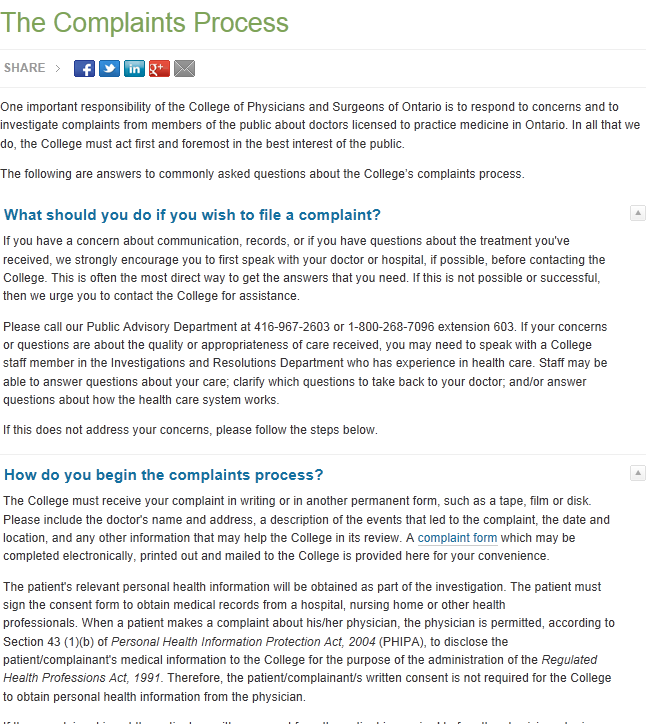 The Complaints Process
SHARE
One important responsibility of the College of Physicians and Surgeons of Ontario is to respond to concerns and to
investigate complaints from members of the public about doctors licensed to practice medicine in Ontario. In all that we
do, the College must act first and foremost in the best interest of the public.
The following are answers to commonly asked questions about the College's complaints process.
What should you do if you wish to file a complaint?
If you have a concern about communication, records, or if you have questions about the treatment you've
received, we strongly encourage you to first speak with your doctor or hospital, if possible, before contacting the
College. This is often the most direct way to get the answers that you need. If this is not possible or successful,
then we urge you to contact the College for assistance.
Please call our Public Advisory Department at 416-967-2603 or 1-800-268-7096 extension 603. If your concerns
or questions are about the quality or appropriateness of care received, you may need to speak with a College
staff member in the Investigations and Resolutions Department who has experience in health care. Staff may be
able to answer questions about your care; clarify which questions to take back to your doctor; and/or answer
questions about how the health care system works.
If this does not address your concerns, please follow the steps below.
How do you begin the complaints process?
The College must receive your complaint in writing or in another permanent form, such as a tape, film or disk.
Please include the doctor's name and address, a description of the events that led to the complaint, the date and
location, and any other information that may help the College in its review. A complaint form which may be
completed electronically, printed out and mailed to the College is provided here for your convenience.
The patient's relevant personal health information will be obtained as part of the investigation. The patient must
sign the consent form to obtain medical records from a hospital, nursing home or other health
professionals. When a patient makes a complaint about his/her physician, the physician is permitted, according to
Section 43 (1)(b) of Personal Health Information Protection Act, 2004 (PHIPA), to disclose the
patient/complainant's medical information to the College for the purpose of the administration of the Regulated
Health Professions Act, 1991. Therefore, the patient/complainant/s written consent is not required for the College
to obtain personal health information from the physician.